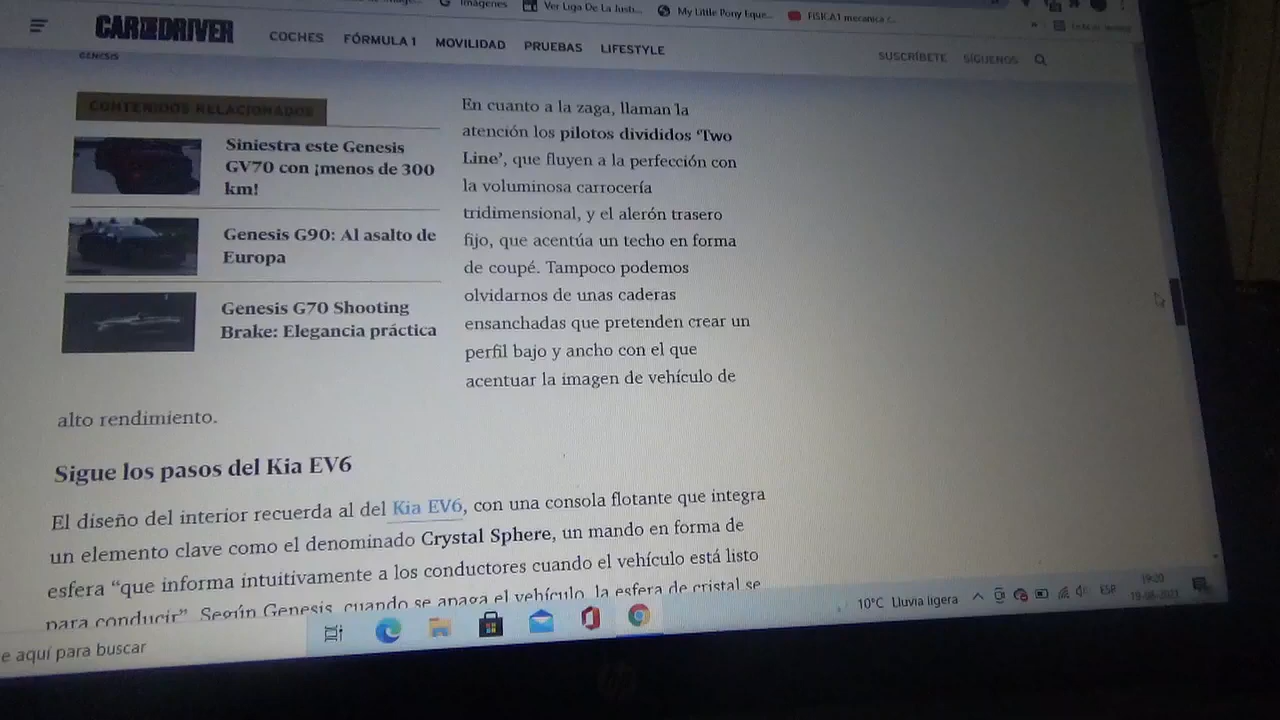 Imágenes
Ver Liga De La Justi...
My Little Pony Eque...
FISICA1 mecanica c...
CAR AND DRIVER
COCHES
FÓRMULA 1
MOVILIDAD
PRUEBAS
LIFESTYLE
SUSCRÍBETE
SÍGUENOS
GENESIS
CONTENIDOS RELACIONADOS
Siniestra este Genesis
GV70 con ¡menos de 300
km!
Genesis G90: Al asalto de
Europa
Genesis G70 Shooting
Brake: Elegancia práctica
En cuanto a la zaga, llaman la
atención los pilotos divididos ‘Two
Line’, que fluyen a la perfección con
la voluminosa carrocería
tridimensional, y el alerón trasero
fijo, que acentúa un techo en forma
de coupé. Tampoco podemos
olvidarnos de unas caderas
ensanchadas que pretenden crear un
perfil bajo y ancho con el que
acentuar la imagen de vehículo de
alto rendimiento.
Sigue los pasos del Kia EV6
El diseño del interior recuerda al del Kia EV6, con una consola flotante que integra
un elemento clave como el denominado Crystal Sphere, un mando en forma de
esfera “que informa intuitivamente a los conductores cuando el vehículo está listo
para conducir”. Según Genesis, cuando se apaga el vehículo, la esfera de cristal se
e aquí para buscar
10°C Lluvia ligera
ESP
19:20
19-08-2021
hp